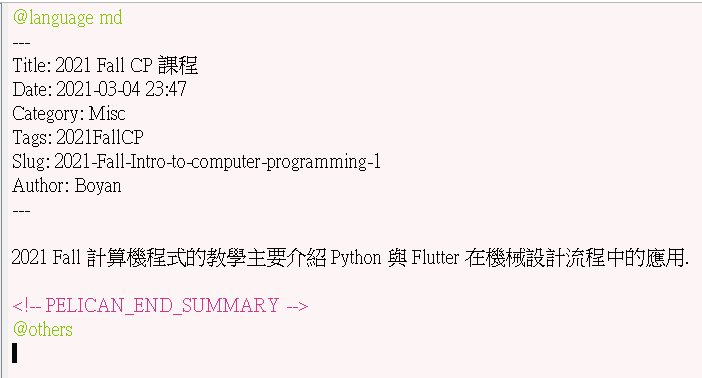 @language md
---
Title: 2021 Fall CP 課程
Date: 2021-03-04 23:47
Category: Misc
Tags: 2021FallCP
Slug: 2021-Fall-Intro-to-computer-programming-1
Author: Boyan
---
2021 Fall 計算機程式的教學主要介紹 Python 與 Flutter 在機械設計流程中的應用.
<!-- PELICAN_END_SUMMARY -->
@others